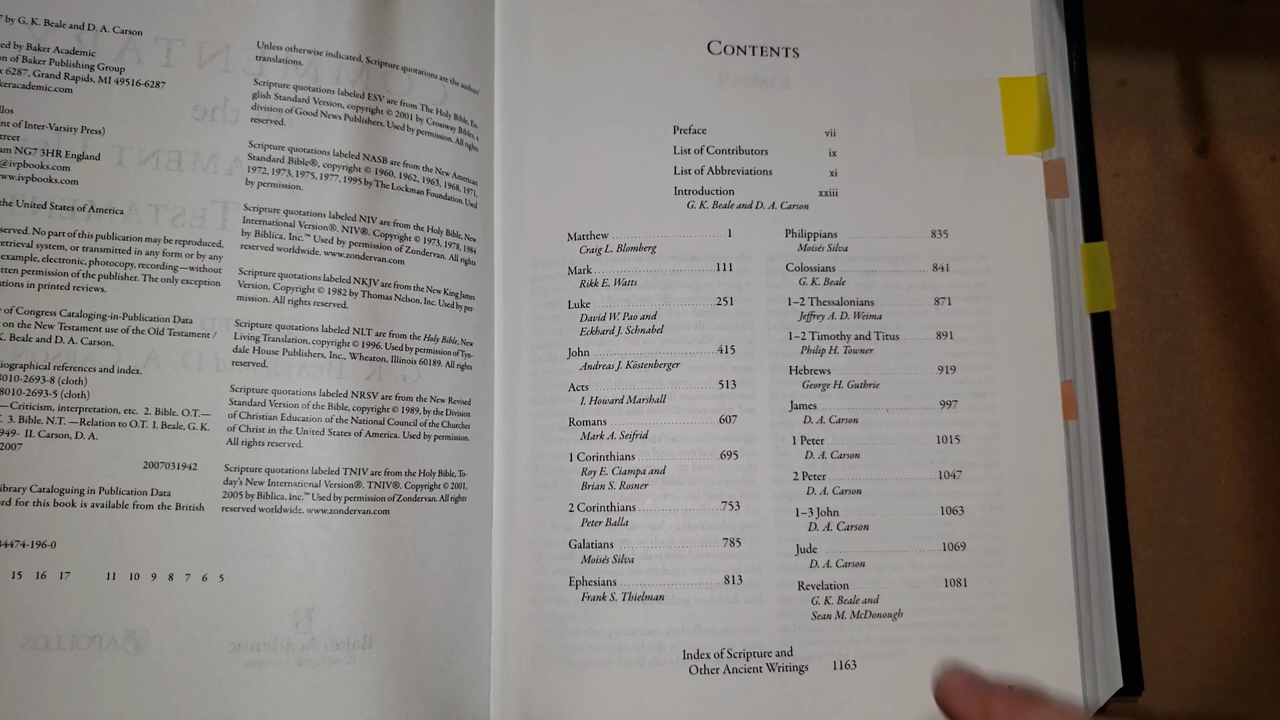 7 by G. K. Beale and D. A. Carson
ed by Baker Academic
n of Baker Publishing Group
x 6287, Grand Rapids, MI 49516-6287
keracademic.com
llos
nt of Inter-Varsity Press)
treet
am NG7 3HR England
@ivpbooks.com
ww.ivpbooks.com
the United States of America
served. No part of this publication may be reproduced,
etrieval system, or transmitted in any form or by any
example, electronic, photocopy, recording—without
tten permission of the publisher. The only exception
ations in printed reviews.
of Congress Cataloging-in-Publication Data
on the New Testament use of the Old Testament /
K. Beale and D. A. Carson.
iographical references and index.
8010-2693-8 (cloth)
8010-2693-5 (cloth)
—Criticism, interpretation, etc. 2. Bible. O.T.—
. 3. Bible. N.T. —Relation to O.T. I. Beale, G. K.
949- II. Carson, D. A.
2007
2007031942
ibrary Cataloguing in Publication Data
rd for this book is available from the British
84474-196-0
15 16 17 11 10 9 8 7 6 5
Unless otherwise indicated, Scripture quotations are the authors'
translations.
Scripture quotations labeled ESV are from The Holy Bible, En-
glish Standard Version, copyright © 2001 by Crossway Bibles, a
division of Good News Publishers. Used by permission. All rights
reserved.
Scripture quotations labeled NASB are from the New American
Standard Bible®, copyright © 1960, 1962, 1963, 1968, 1971,
1972, 1973, 1975, 1977, 1995 by The Lockman Foundation. Used
by permission.
Scripture quotations labeled NIV are from the Holy Bible, New
International Version®. NIV®. Copyright © 1973, 1978, 1984
by Biblica, Inc.™ Used by permission of Zondervan. All rights
reserved worldwide. www.zondervan.com
Scripture quotations labeled NKJV are from the New King James
Version. Copyright © 1982 by Thomas Nelson, Inc. Used by per-
mission. All rights reserved.
Scripture quotations labeled NLT are from the Holy Bible, New
Living Translation, copyright © 1996. Used by permission of Tyn-
dale House Publishers, Inc., Wheaton, Illinois 60189. All rights
reserved.
Scripture quotations labeled NRSV are from the New Revised
Standard Version of the Bible, copyright © 1989, by the Division
of Christian Education of the National Council of the Churches
of Christ in the United States of America. Used by permission.
All rights reserved.
Scripture quotations labeled TNIV are from the Holy Bible, To-
day's New International Version®. TNIV®. Copyright © 2001,
2005 by Biblica, Inc.™ Used by permission of Zondervan. All rights
reserved worldwide. www.zondervan.com
CONTENTS
Preface vii
List of Contributors ix
List of Abbreviations xi
Introduction xxiii
G. K. Beale and D. A. Carson
Matthew 1
Craig L. Blomberg
Mark 111
Rikk E. Watts
Luke 251
David W. Pao and
Eckhard J. Schnabel
John 415
Andreas J. Köstenberger
Acts 513
I. Howard Marshall
Romans 607
Mark A. Seifrid
1 Corinthians 695
Roy E. Ciampa and
Brian S. Rosner
2 Corinthians 753
Peter Balla
Galatians 785
Moisés Silva
Ephesians 813
Frank S. Thielman
Philippians 835
Moisés Silva
Colossians 841
G. K. Beale
1–2 Thessalonians 871
Jeffrey A. D. Weima
1–2 Timothy and Titus 891
Philip H. Towner
Hebrews 919
George H. Guthrie
James 997
D. A. Carson
1 Peter 1015
D. A. Carson
2 Peter 1047
D. A. Carson
1–3 John 1063
D. A. Carson
Jude 1069
D. A. Carson
Revelation 1081
G. K. Beale and
Sean M. McDonough
Index of Scripture and
Other Ancient Writings 1163